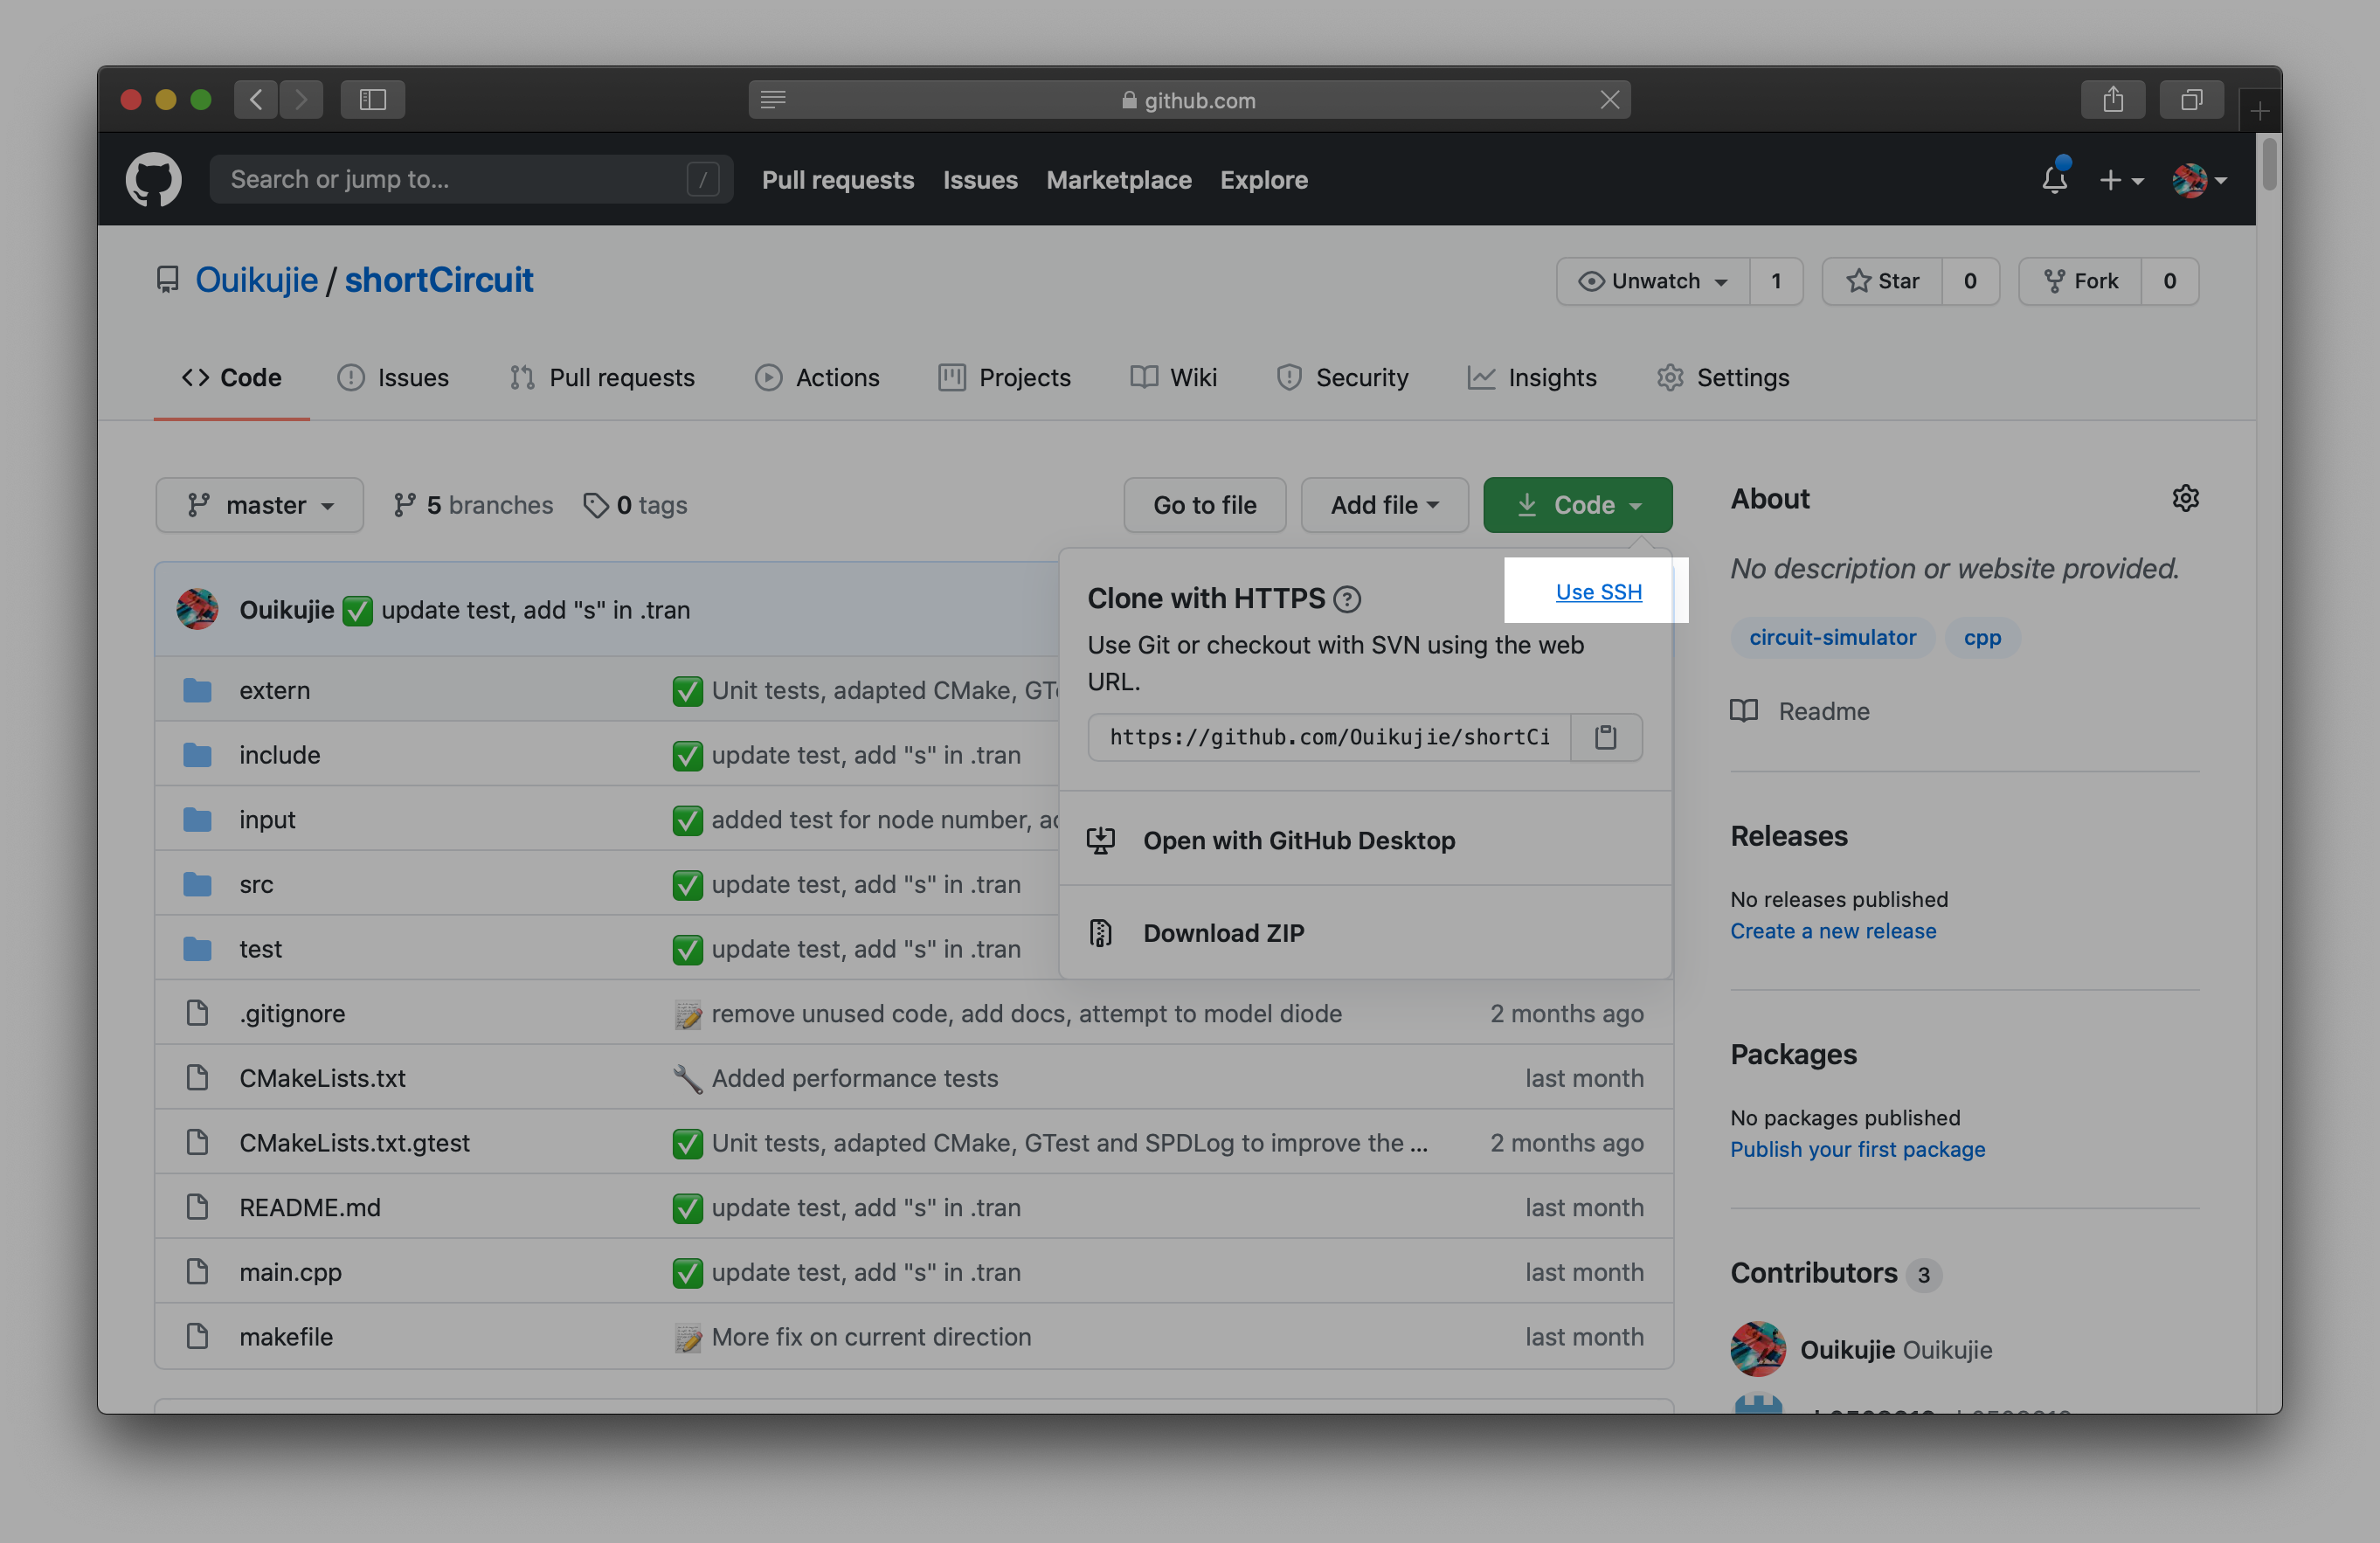 github.com
Search or jump to... /
Pull requests Issues Marketplace Explore
Ouikujie / shortCircuit
Unwatch 1 Star 0 Fork 0
Code Issues Pull requests Actions Projects Wiki Security Insights Settings
master 5 branches 0 tags Go to file Add file Code
About
No description or website provided.
circuit-simulator cpp
Readme
Releases
No releases published
Create a new release
Packages
No packages published
Publish your first package
Contributors 3
Ouikujie Ouikujie
Clone with HTTPS ?
Use SSH
Use Git or checkout with SVN using the web
URL.
https://github.com/Ouikujie/shortCi
Open with GitHub Desktop
Download ZIP
Ouikujie ✅ update test, add "s" in .tran
extern ✅ Unit tests, adapted CMake,
include ✅ update test, add "s" in .tran
input ✅ added test for node number,
src ✅ update test, add "s" in .tran
test ✅ update test, add "s" in .tran
.gitignore 📝 remove unused code, add docs, attempt to model diode 2 months ago
CMakeLists.txt 🔧 Added performance tests last month
CMakeLists.txt.gtest ✅ Unit tests, adapted CMake, GTest and SPDLog to improve the ... 2 months ago
README.md ✅ update test, add "s" in .tran last month
main.cpp ✅ update test, add "s" in .tran last month
makefile 📝 More fix on current direction last month